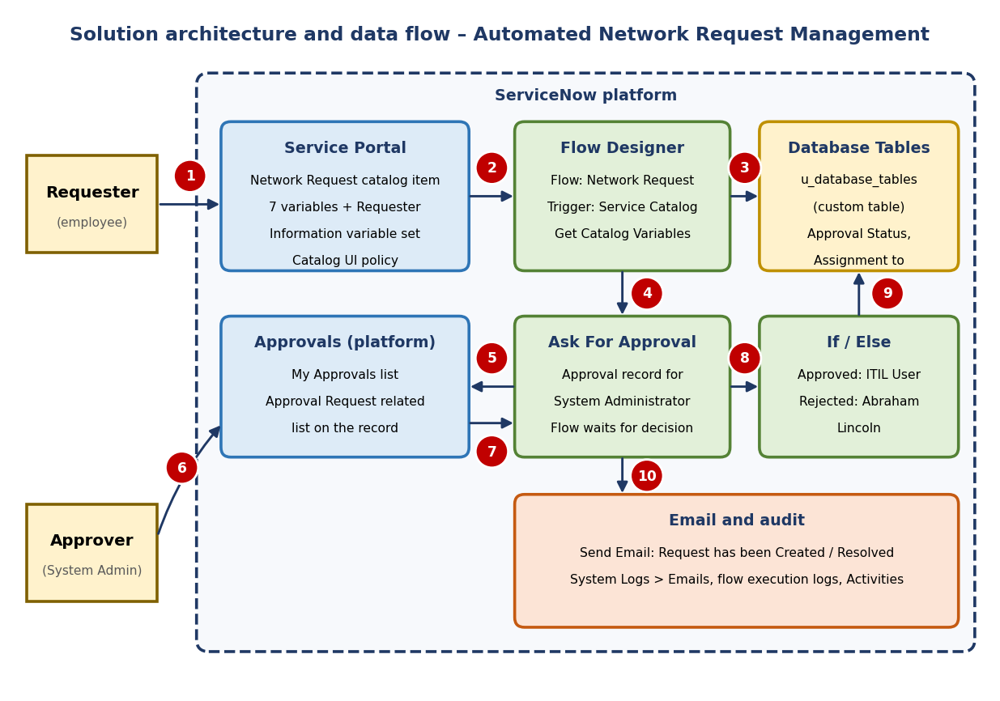 Solution architecture and data flow – Automated Network Request Management
ServiceNow platform
Requester
(employee)
1
Service Portal
Network Request catalog item
7 variables + Requester
Information variable set
Catalog UI policy
2
Flow Designer
Flow: Network Request
Trigger: Service Catalog
Get Catalog Variables
3
Database Tables
u_database_tables
(custom table)
Approval Status,
Assignment to
4
9
Approvals (platform)
My Approvals list
Approval Request related
list on the record
5
7
Ask For Approval
Approval record for
System Administrator
Flow waits for decision
8
If / Else
Approved: ITIL User
Rejected: Abraham
Lincoln
6
10
Approver
(System Admin)
Email and audit
Send Email: Request has been Created / Resolved
System Logs > Emails, flow execution logs, Activities